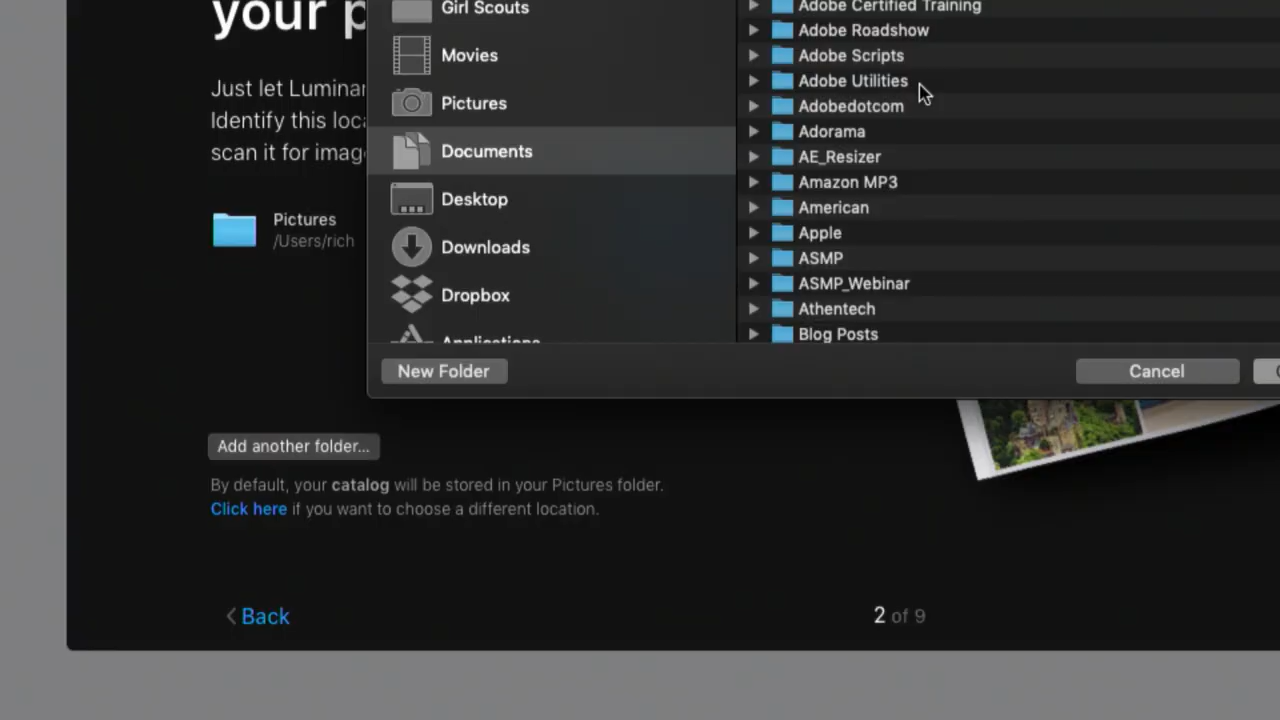 your p
Just let Luminar
Identify this loca
scan it for imag
Pictures
/Users/rich
Girl Scouts
Movies
Pictures
Documents
Desktop
Downloads
Dropbox
Applications
Adobe Certified Training
Adobe Roadshow
Adobe Scripts
Adobe Utilities
Adobedotcom
Adorama
AE_Resizer
Amazon MP3
American
Apple
ASMP
ASMP_Webinar
Athentech
Blog Posts
New Folder
Cancel
Add another folder...
By default, your catalog will be stored in your Pictures folder.
Click here if you want to choose a different location.
Back
2 of 9